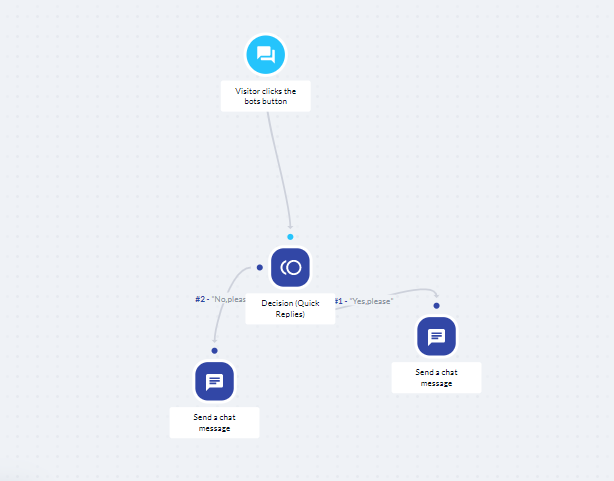 Visitor clicks the
bots button
#2 - "No,pleas
Decision (Quick
Replies)
#1 - "Yes,please"
Send a chat
message
Send a chat
message